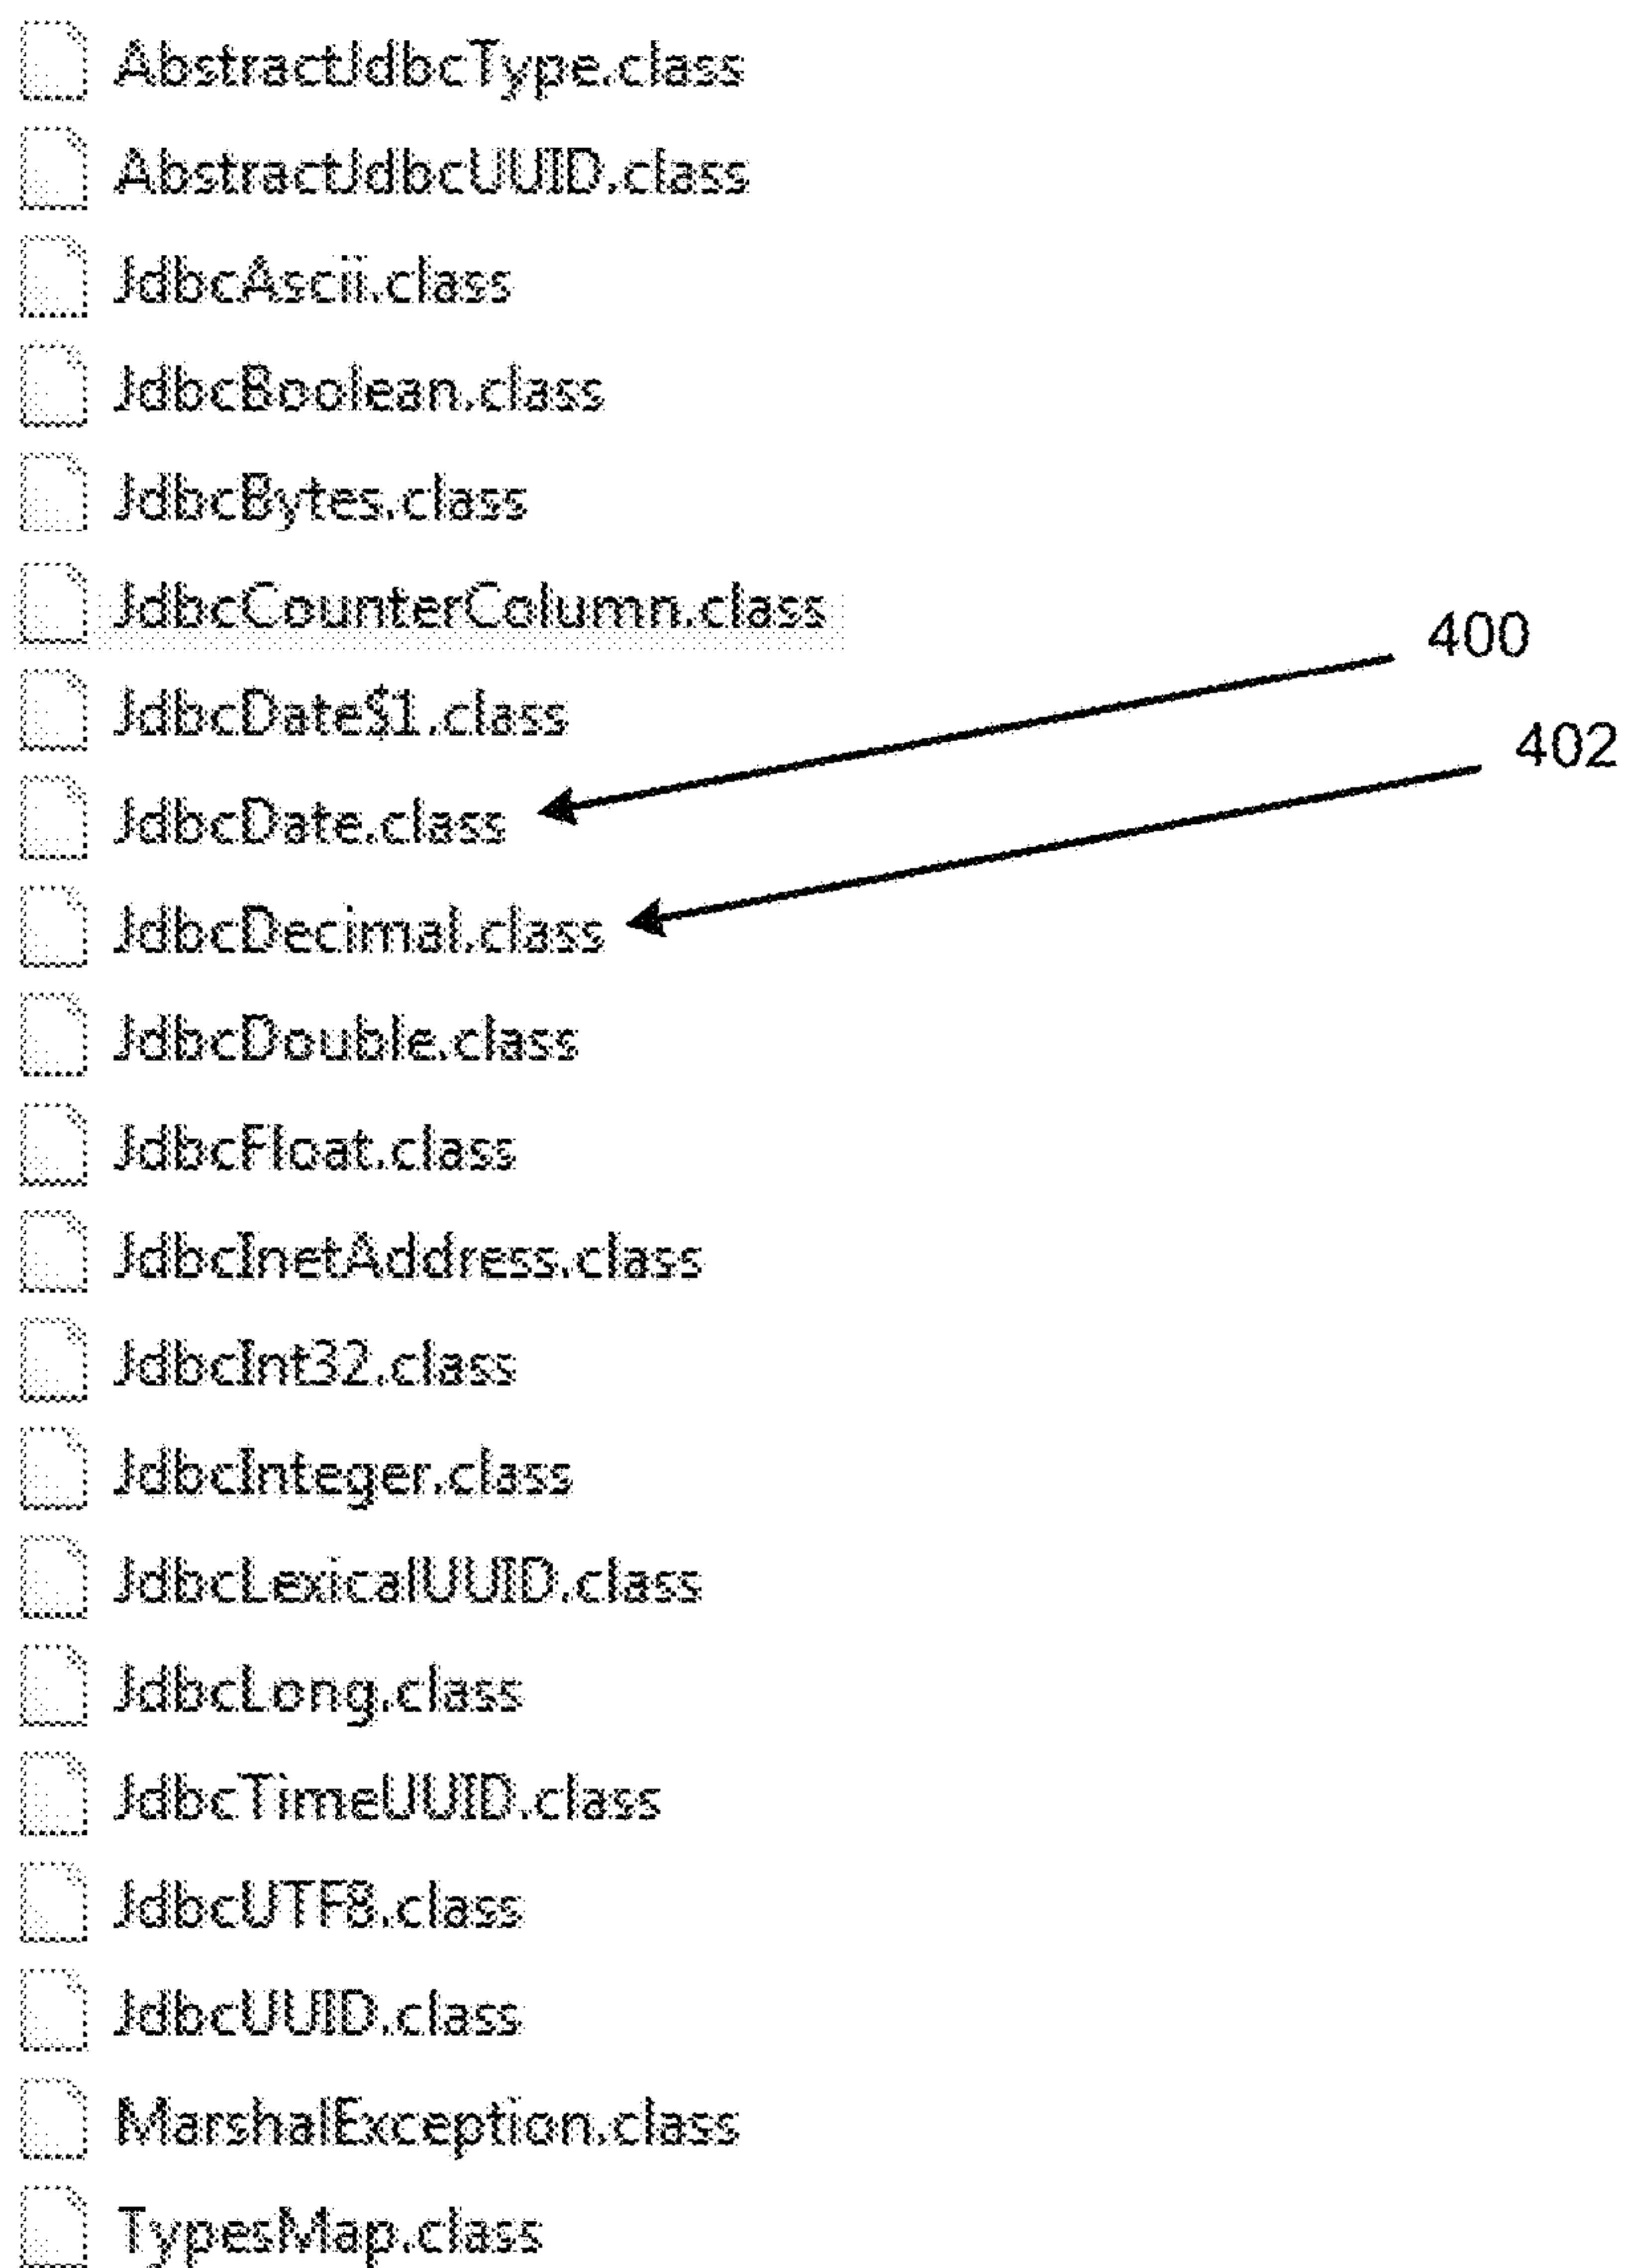 AbstractJdbcType.class
AbstractJdbcUUID.class
JdbcAscii.class
JdbcBoolean.class
JdbcBytes.class
JdbcCounterColumn.class
400
JdbcDate$1.class
402
JdbcDate.class
JdbcDecimal.class
JdbcDouble.class
JdbcFloat.class
JdbcInetAddress.class
JdbcInt32.class
JdbcInteger.class
JdbcLexicalUUID.class
JdbcLong.class
JdbcTimeUUID.class
JdbcUTF8.class
JdbcUUID.class
MarshalException.class
TypesMap.class